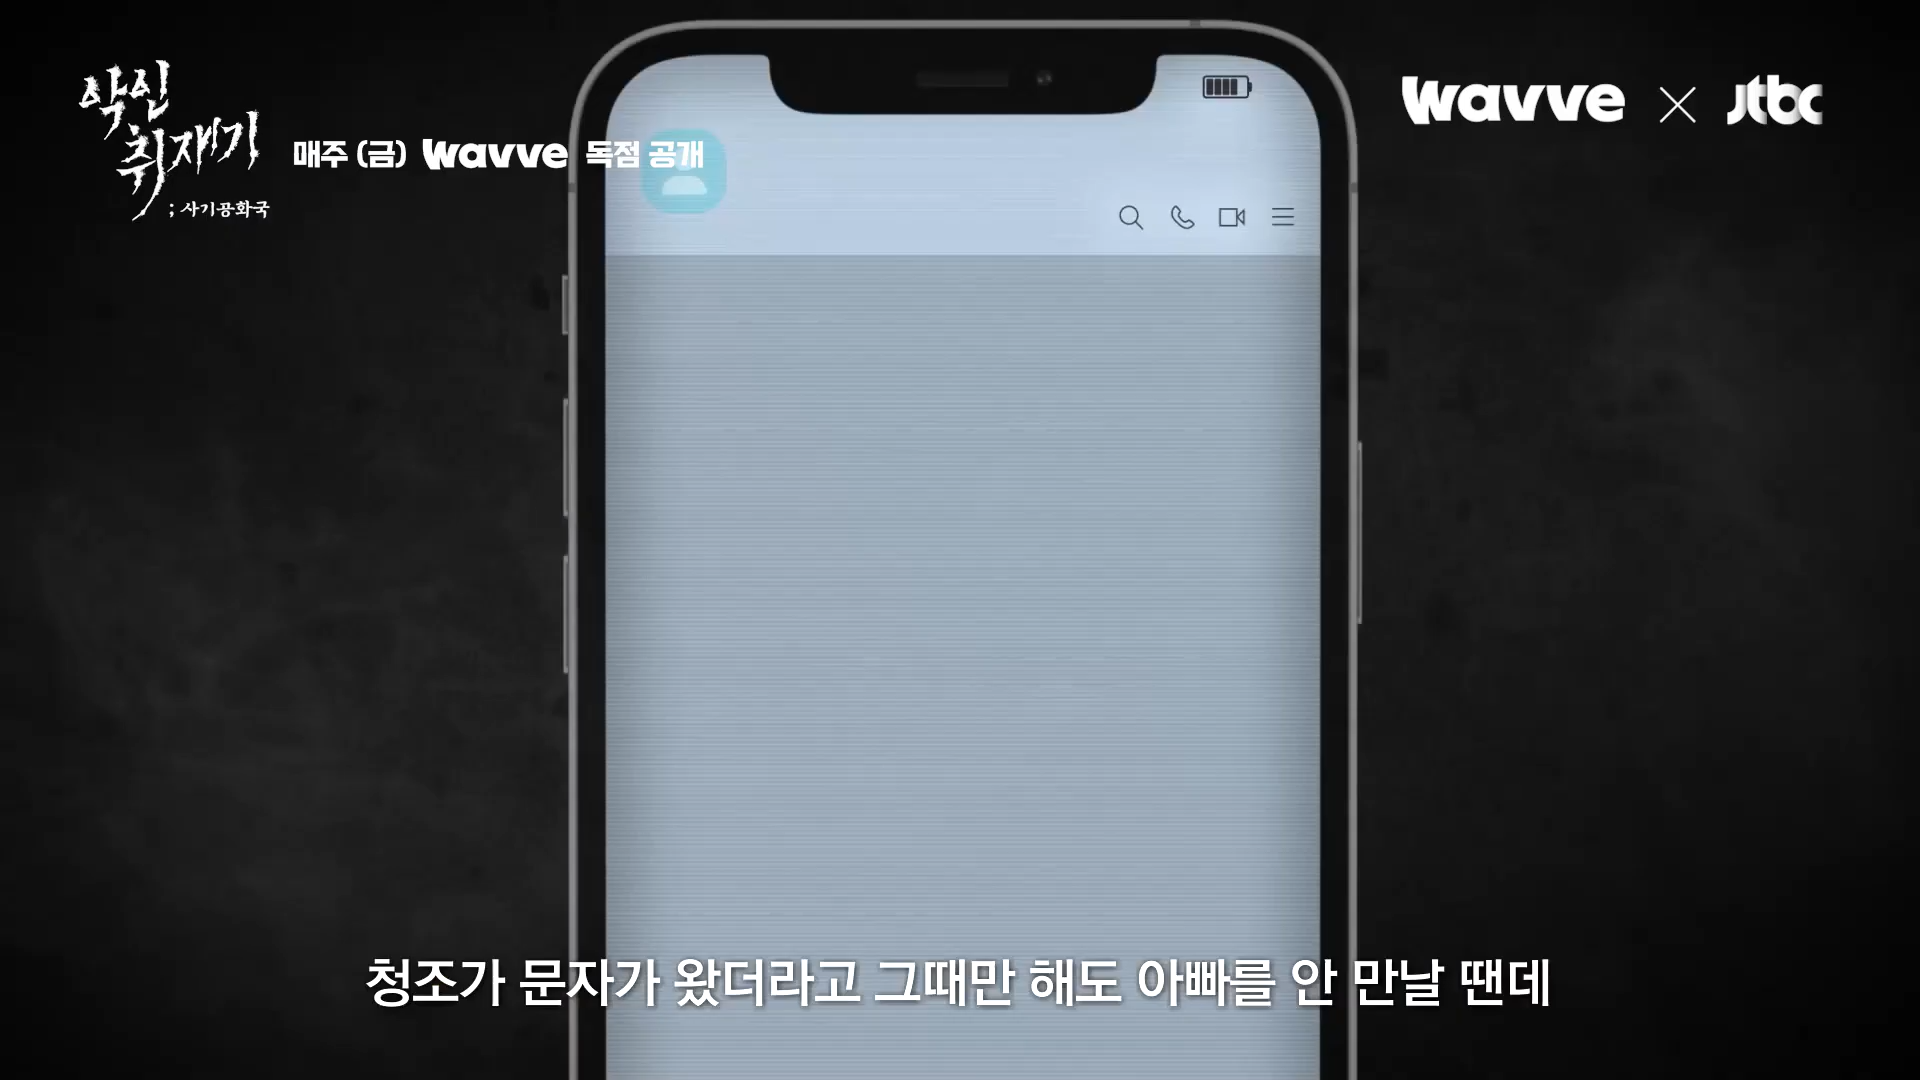 악인
취재기
; 사기공화국
매주 (금) wavve 독점 공개
wavve × jtbc
청조가 문자가 왔더라고 그때만 해도 아빠를 안 만날 땐데